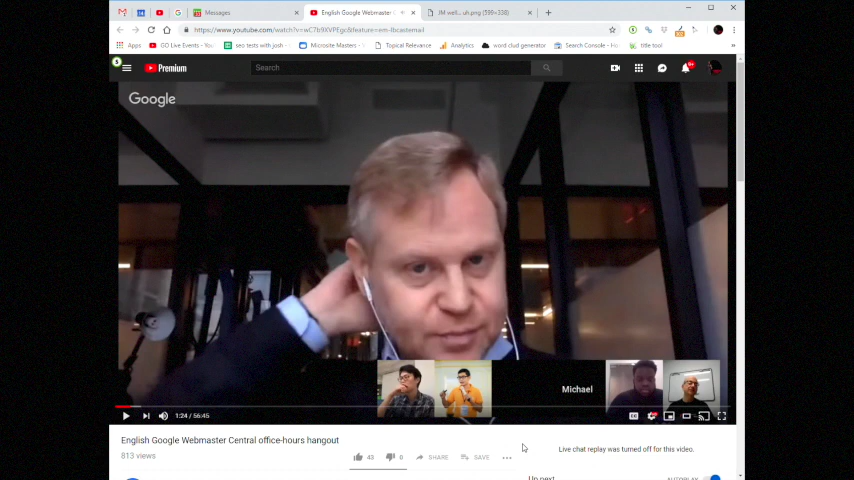 Messages
English Google Webmaster C
JM well... uh.png (599×338)
https://www.youtube.com/watch?v=wC7b9XVPEgc&feature=em-lbcastemail
Apps
GO Live Events - You
seo tests with josh
Microsite Masters -
Topical Relevance
Analytics
word clud generator
Search Console - Ho
title tool
Premium
Search
9+
Google
Michael
1:24 / 56:45
English Google Webmaster Central office-hours hangout
813 views
43
0
SHARE
SAVE
Live chat replay was turned off for this video.
Up next
AUTOPLAY